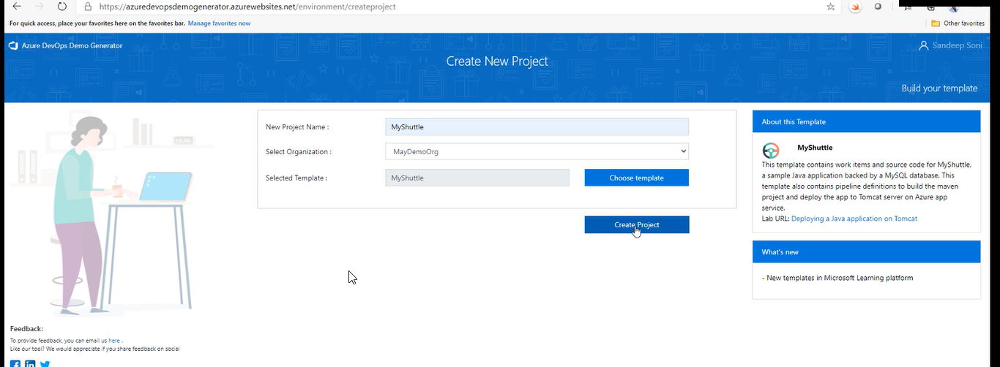 https://azuredevopsdemogenerator.azurewebsites.net/environment/createproject
For quick access, place your favorites here on the favorites bar. Manage favorites now
Other favorites
Azure DevOps Demo Generator
Sandeep Soni
Create New Project
Build your template
New Project Name :
MyShuttle
Select Organization :
MayDemoOrg
Selected Template :
MyShuttle
Choose template
Create Project
About this Template
MyShuttle
This template contains work items and source code for MyShuttle,
a sample Java application backed by a MySQL database. This
template also contains pipeline definitions to build the maven
project and deploy the app to Tomcat server on Azure app
service.
Lab URL: Deploying a Java application on Tomcat
What's new
- New templates in Microsoft Learning platform
Feedback:
To provide feedback, you can email us here .
Like our tool? We would appreciate if you share feedback on social